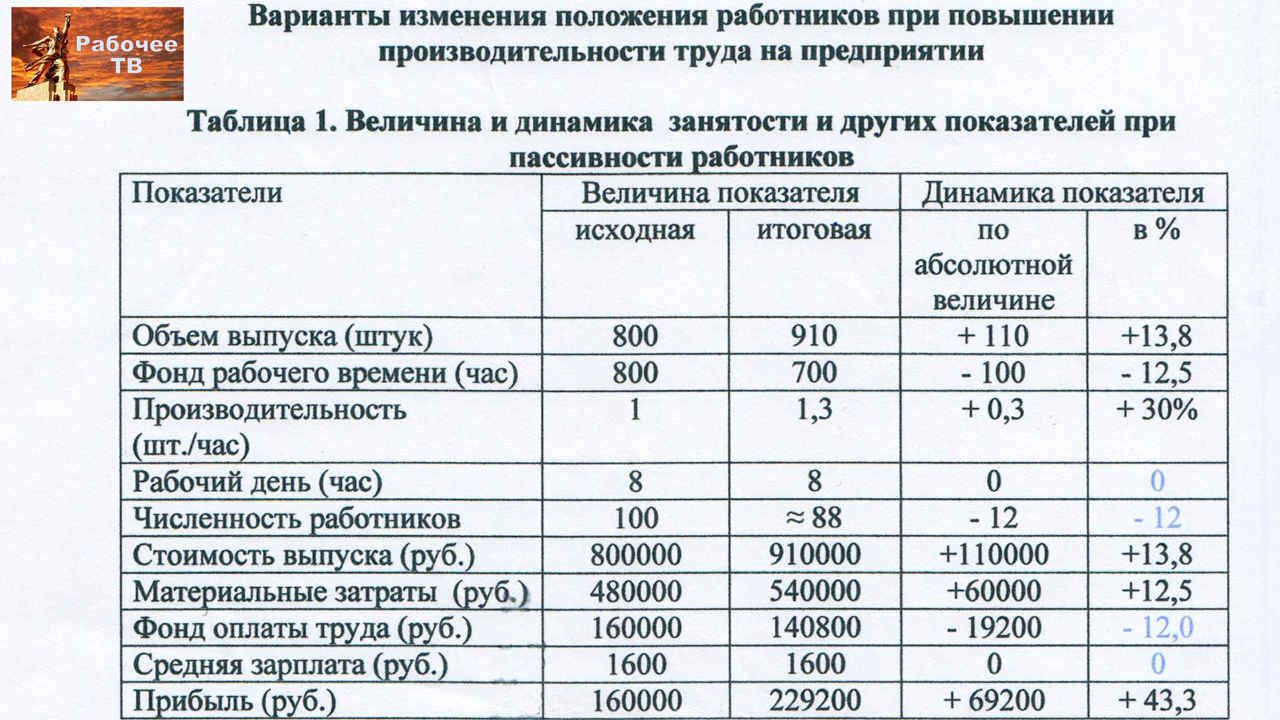 Рабочее
ТВ
Варианты изменения положения работников при повышении
производительности труда на предприятии
Таблица 1. Величина и динамика занятости и других показателей при
пассивности работников
Показатели Величина показателя Динамика показателя
исходная итоговая по абсолютной величине в %
Объем выпуска (штук) 800 910 + 110 +13,8
Фонд рабочего времени (час) 800 700 - 100 - 12,5
Производительность (шт./час) 1 1,3 + 0,3 + 30%
Рабочий день (час) 8 8 0 0
Численность работников 100 ≈ 88 - 12 - 12
Стоимость выпуска (руб.) 800000 910000 +110000 +13,8
Материальные затраты (руб.) 480000 540000 +60000 +12,5
Фонд оплаты труда (руб.) 160000 140800 - 19200 - 12,0
Средняя зарплата (руб.) 1600 1600 0 0
Прибыль (руб.) 160000 229200 + 69200 + 43,3